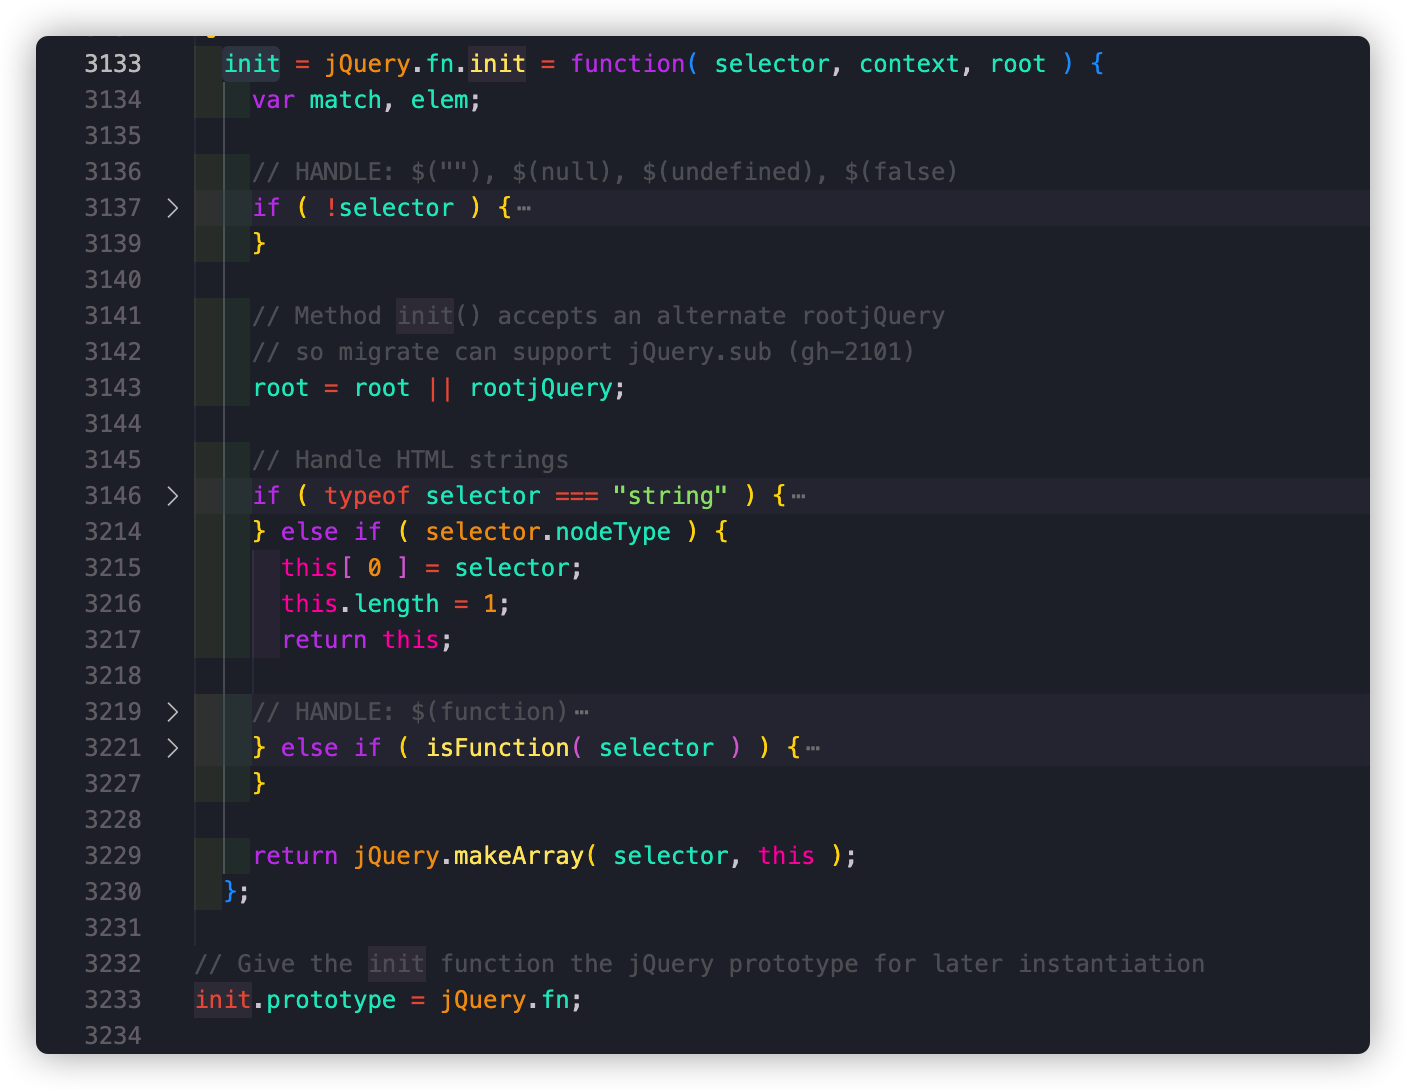 3133 init = jQuery.fn.init = function( selector, context, root ) {
3134 var match, elem;
3135
3136 // HANDLE: $(""), $(null), $(undefined), $(false)
3137 if ( !selector ) {⋯
3139 }
3140
3141 // Method init() accepts an alternate rootjQuery
3142 // so migrate can support jQuery.sub (gh-2101)
3143 root = root || rootjQuery;
3144
3145 // Handle HTML strings
3146 if ( typeof selector === "string" ) {⋯
3214 } else if ( selector.nodeType ) {
3215 this[ 0 ] = selector;
3216 this.length = 1;
3217 return this;
3218
3219 // HANDLE: $(function)⋯
3221 } else if ( isFunction( selector ) ) {⋯
3227 }
3228
3229 return jQuery.makeArray( selector, this );
3230 };
3231
3232 // Give the init function the jQuery prototype for later instantiation
3233 init.prototype = jQuery.fn;
3234